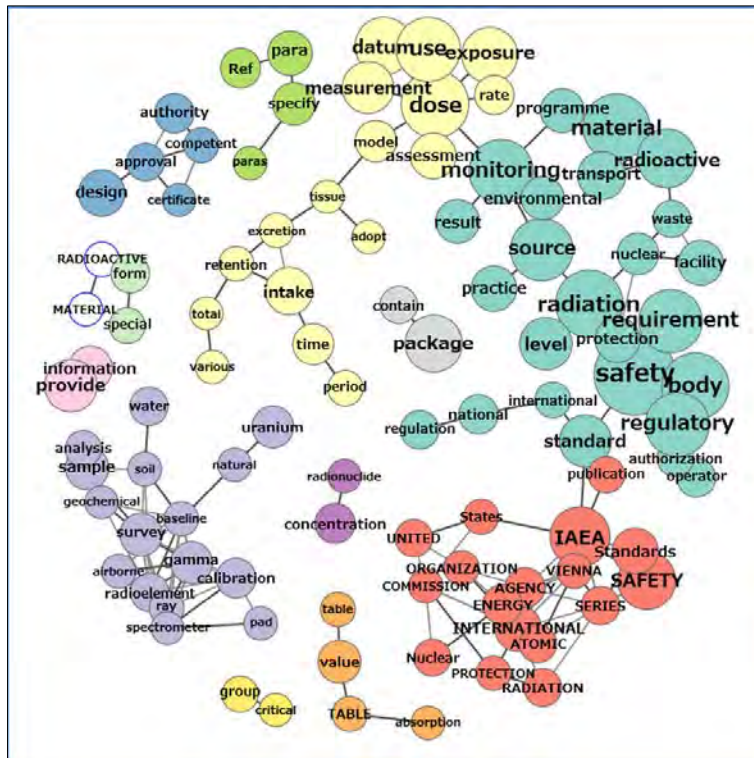 datum
use
exposure
para
Ref
measurement
dose
rate
programme
authority
specify
material
competent
model
assessment
radioactive
approval
paras
monitoring
transport
design
certificate
tissue
environmental
result
waste
excretion
adopt
source
nuclear
facility
RADIOACTIVE
retention
form
intake
practice
MATERIAL
contain
radiation
requirement
total
special
package
level
protection
time
various
information
provide
period
safety
body
international
national
regulation
regulatory
standard
water
uranium
analysis
sample
soil
natural
authorization
publication
operator
radionuclide
geochemical
baseline
concentration
States
survey
UNITED
IAEA
Standards
gamma
ORGANIZATION
VIENNA
airborne
calibration
COMMISSION
AGENCY
SAFETY
radioelement
ENERGY
SERIES
ray
table
spectrometer
pad
INTERNATIONAL
ATOMIC
value
Nuclear
PROTECTION
RADIATION
group
critical
TABLE
absorption